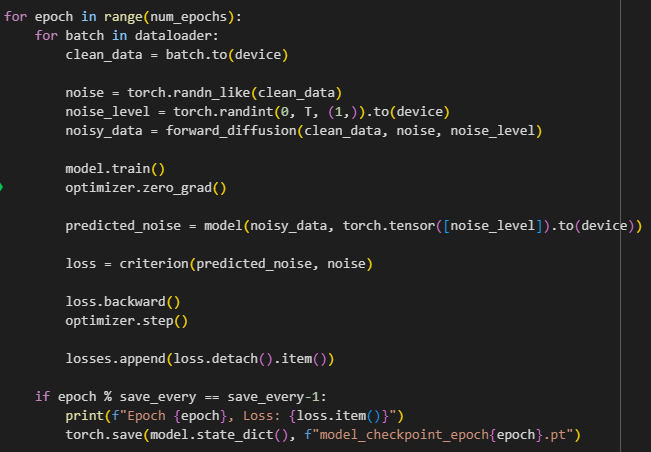 for epoch in range(num_epochs):
    for batch in dataloader:
        clean_data = batch.to(device)

        noise = torch.randn_like(clean_data)
        noise_level = torch.randint(0, T, (1,)).to(device)
        noisy_data = forward_diffusion(clean_data, noise, noise_level)

        model.train()
        optimizer.zero_grad()

        predicted_noise = model(noisy_data, torch.tensor([noise_level]).to(device))

        loss = criterion(predicted_noise, noise)

        loss.backward()
        optimizer.step()

        losses.append(loss.detach().item())

    if epoch % save_every == save_every-1:
        print(f"Epoch {epoch}, Loss: {loss.item()}")
        torch.save(model.state_dict(), f"model_checkpoint_epoch{epoch}.pt")